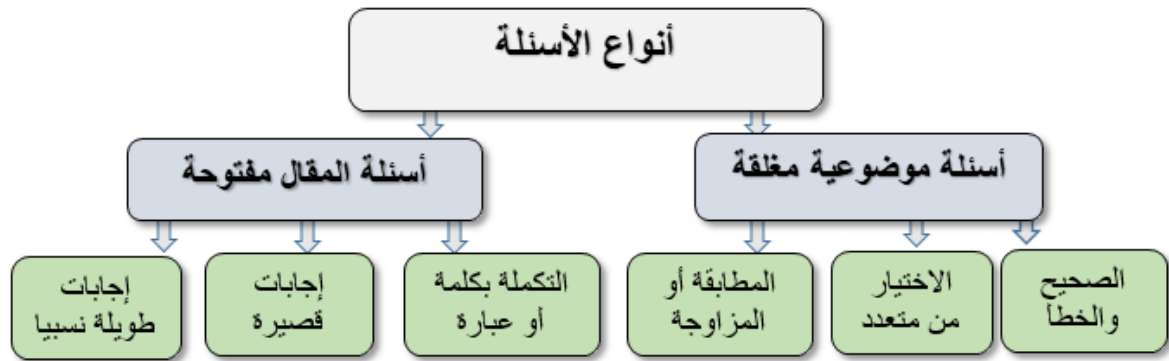 أنواع الأسئلة
أسئلة موضوعية مغلقة
أسئلة المقال مفتوحة
الصحيح
والخطأ
الاختيار
من متعدد
المطابقة أو
المزاوجة
التكملة بكلمة
أو عبارة
إجابات
قصيرة
إجابات
طويلة نسبيا